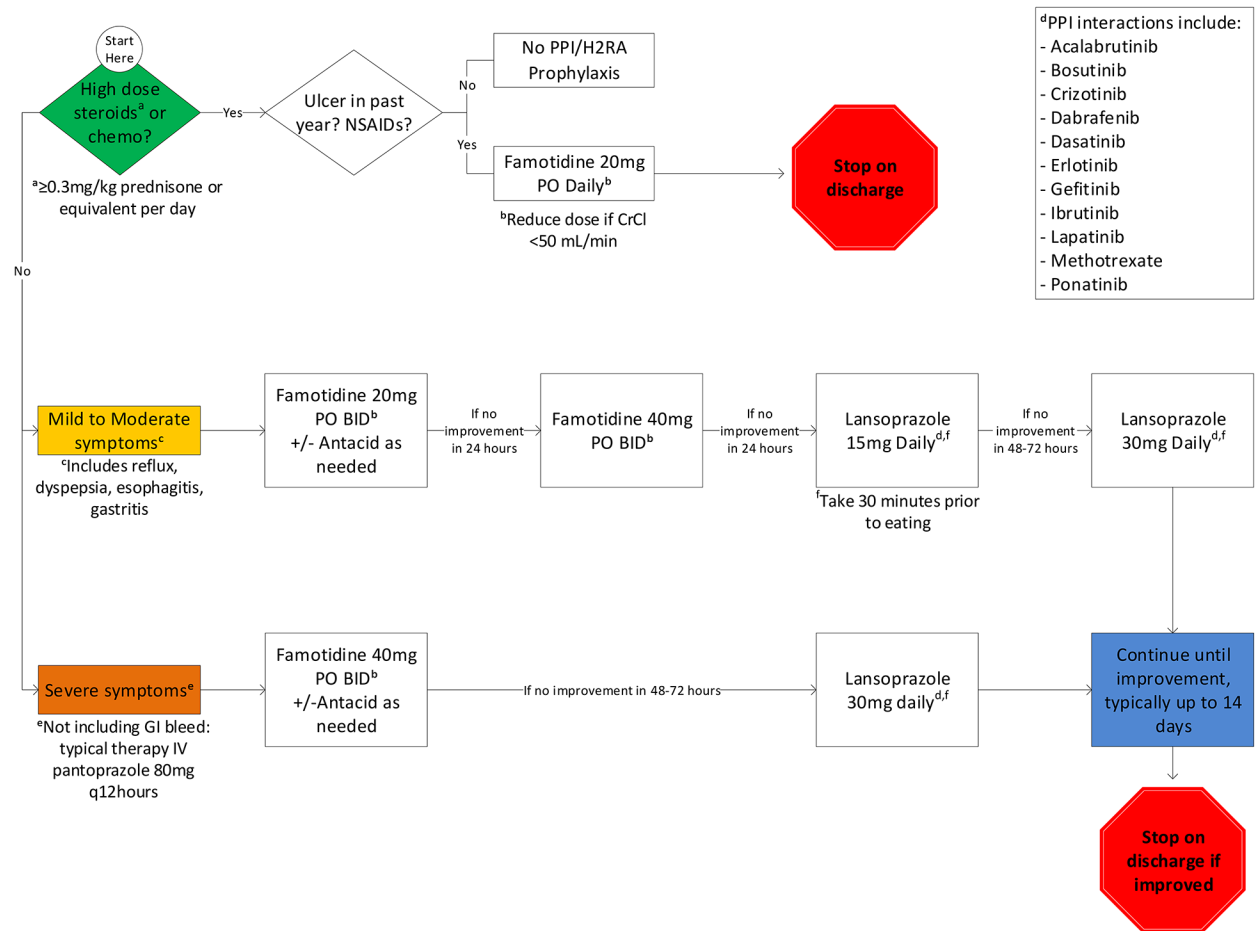 Start
Here
High dose
steroidsᵃ or
chemo?
ᵃ≥0.3mg/kg prednisone or
equivalent per day
Yes
No
Ulcer in past
year? NSAIDs?
No
Yes
No PPI/H2RA
Prophylaxis
Famotidine 20mg
PO Dailyᵇ
ᵇReduce dose if CrCl
<50 mL/min
Stop on
discharge
ᵈPPI interactions include:
- Acalabrutinib
- Bosutinib
- Crizotinib
- Dabrafenib
- Dasatinib
- Erlotinib
- Gefitinib
- Ibrutinib
- Lapatinib
- Methotrexate
- Ponatinib
Mild to Moderate
symptomsᶜ
ᶜIncludes reflux,
dyspepsia, esophagitis,
gastritis
Famotidine 20mg
PO BIDᵇ
+/- Antacid as
needed
If no
improvement
in 24 hours
Famotidine 40mg
PO BIDᵇ
If no
improvement
in 24 hours
Lansoprazole
15mg Dailyᵈ,ᶠ
ᶠTake 30 minutes prior
to eating
If no
improvement
in 48-72 hours
Lansoprazole
30mg Dailyᵈ,ᶠ
Severe symptomsᵉ
ᵉNot including GI bleed:
typical therapy IV
pantoprazole 80mg
q12hours
Famotidine 40mg
PO BIDᵇ
+/-Antacid as
needed
If no improvement in 48-72 hours
Lansoprazole
30mg dailyᵈ,ᶠ
Continue until
improvement,
typically up to 14
days
Stop on
discharge if
improved